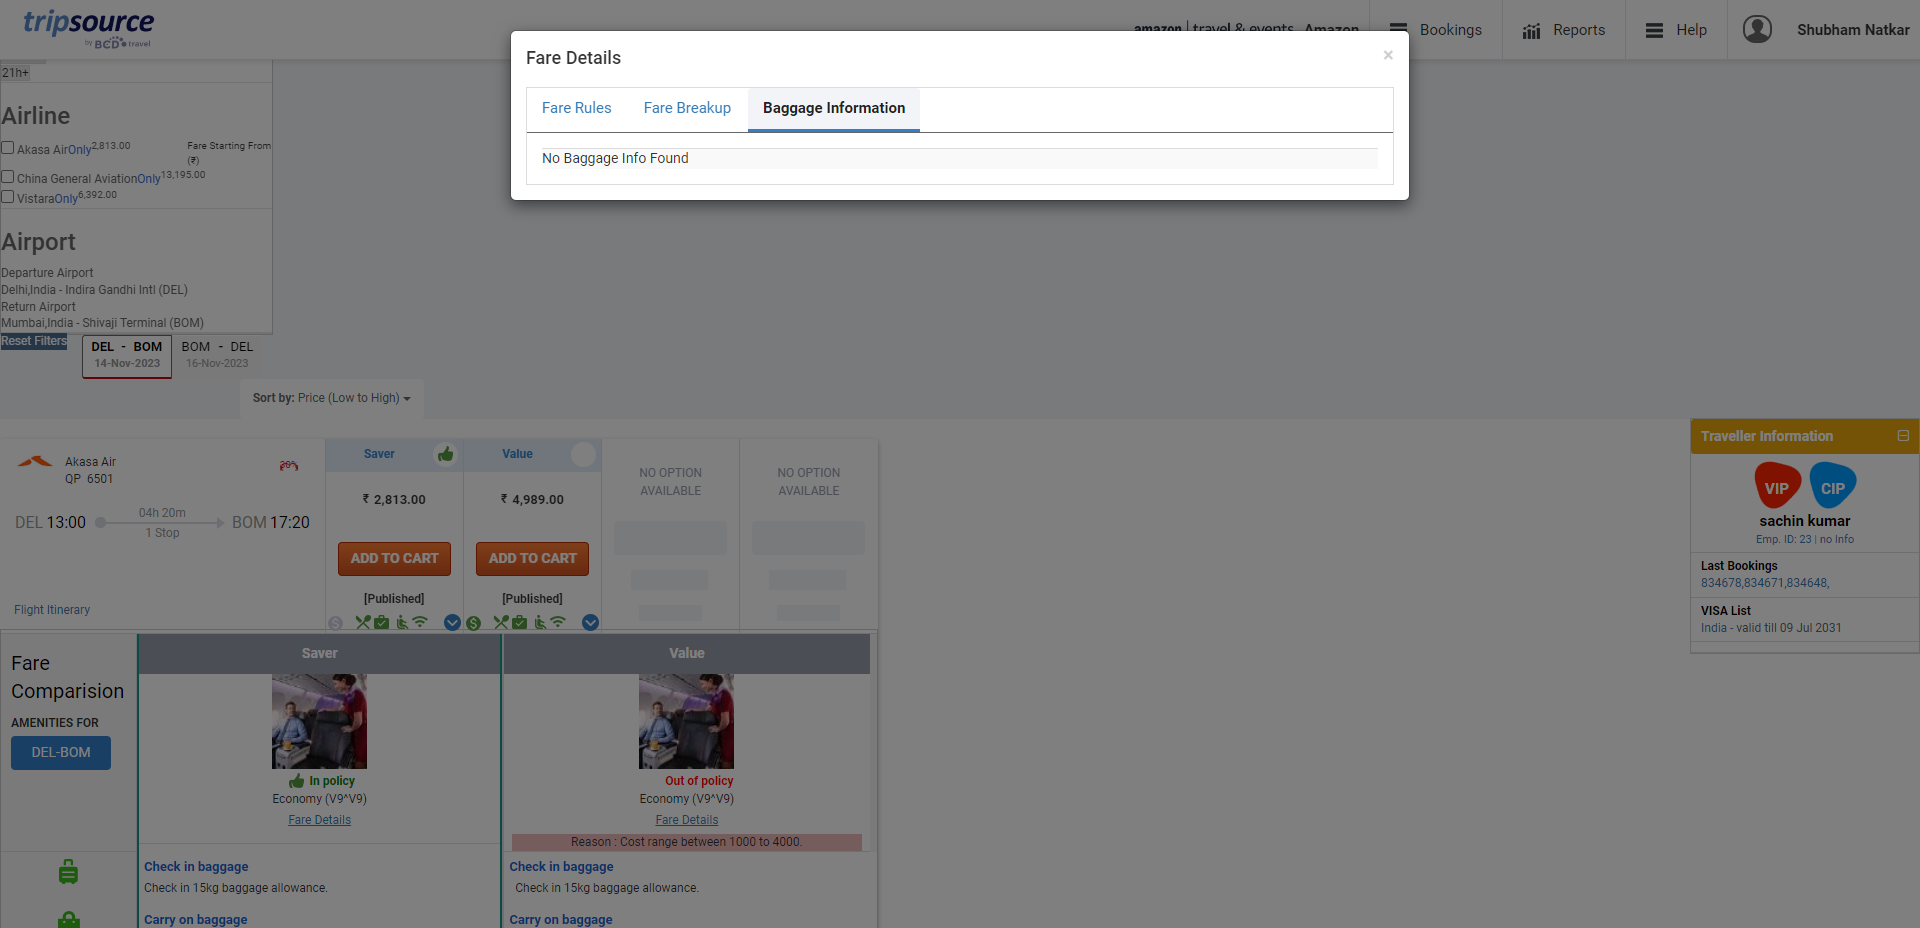 tripsource
by BCD travel
amazon | travel & events Amazon
Bookings
Reports
Help
Shubham Natkar
Fare Details
×
Fare Rules
Fare Breakup
Baggage Information
No Baggage Info Found
21h+
Airline
Akasa AirOnly2,813.00
Fare Starting From
(₹)
China General AviationOnly13,195.00
VistaraOnly6,392.00
Airport
Departure Airport
Delhi,India - Indira Gandhi Intl (DEL)
Return Airport
Mumbai,India - Shivaji Terminal (BOM)
Reset Filters
DEL - BOM
14-Nov-2023
BOM - DEL
16-Nov-2023
Sort by: Price (Low to High)
Akasa Air
QP 6501
DEL 13:00
04h 20m
1 Stop
BOM 17:20
Flight Itinerary
Saver
₹ 2,813.00
ADD TO CART
[Published]
Value
₹ 4,989.00
ADD TO CART
[Published]
NO OPTION
AVAILABLE
NO OPTION
AVAILABLE
Traveller Information
VIP
CIP
sachin kumar
Emp. ID: 23 | no Info
Last Bookings
834678,834671,834648,
VISA List
India - valid till 09 Jul 2031
Fare
Comparision
AMENITIES FOR
DEL-BOM
Saver
In policy
Economy (V9^V9)
Fare Details
Check in baggage
Check in 15kg baggage allowance.
Carry on baggage
Value
Out of policy
Economy (V9^V9)
Fare Details
Reason : Cost range between 1000 to 4000.
Check in baggage
Check in 15kg baggage allowance.
Carry on baggage